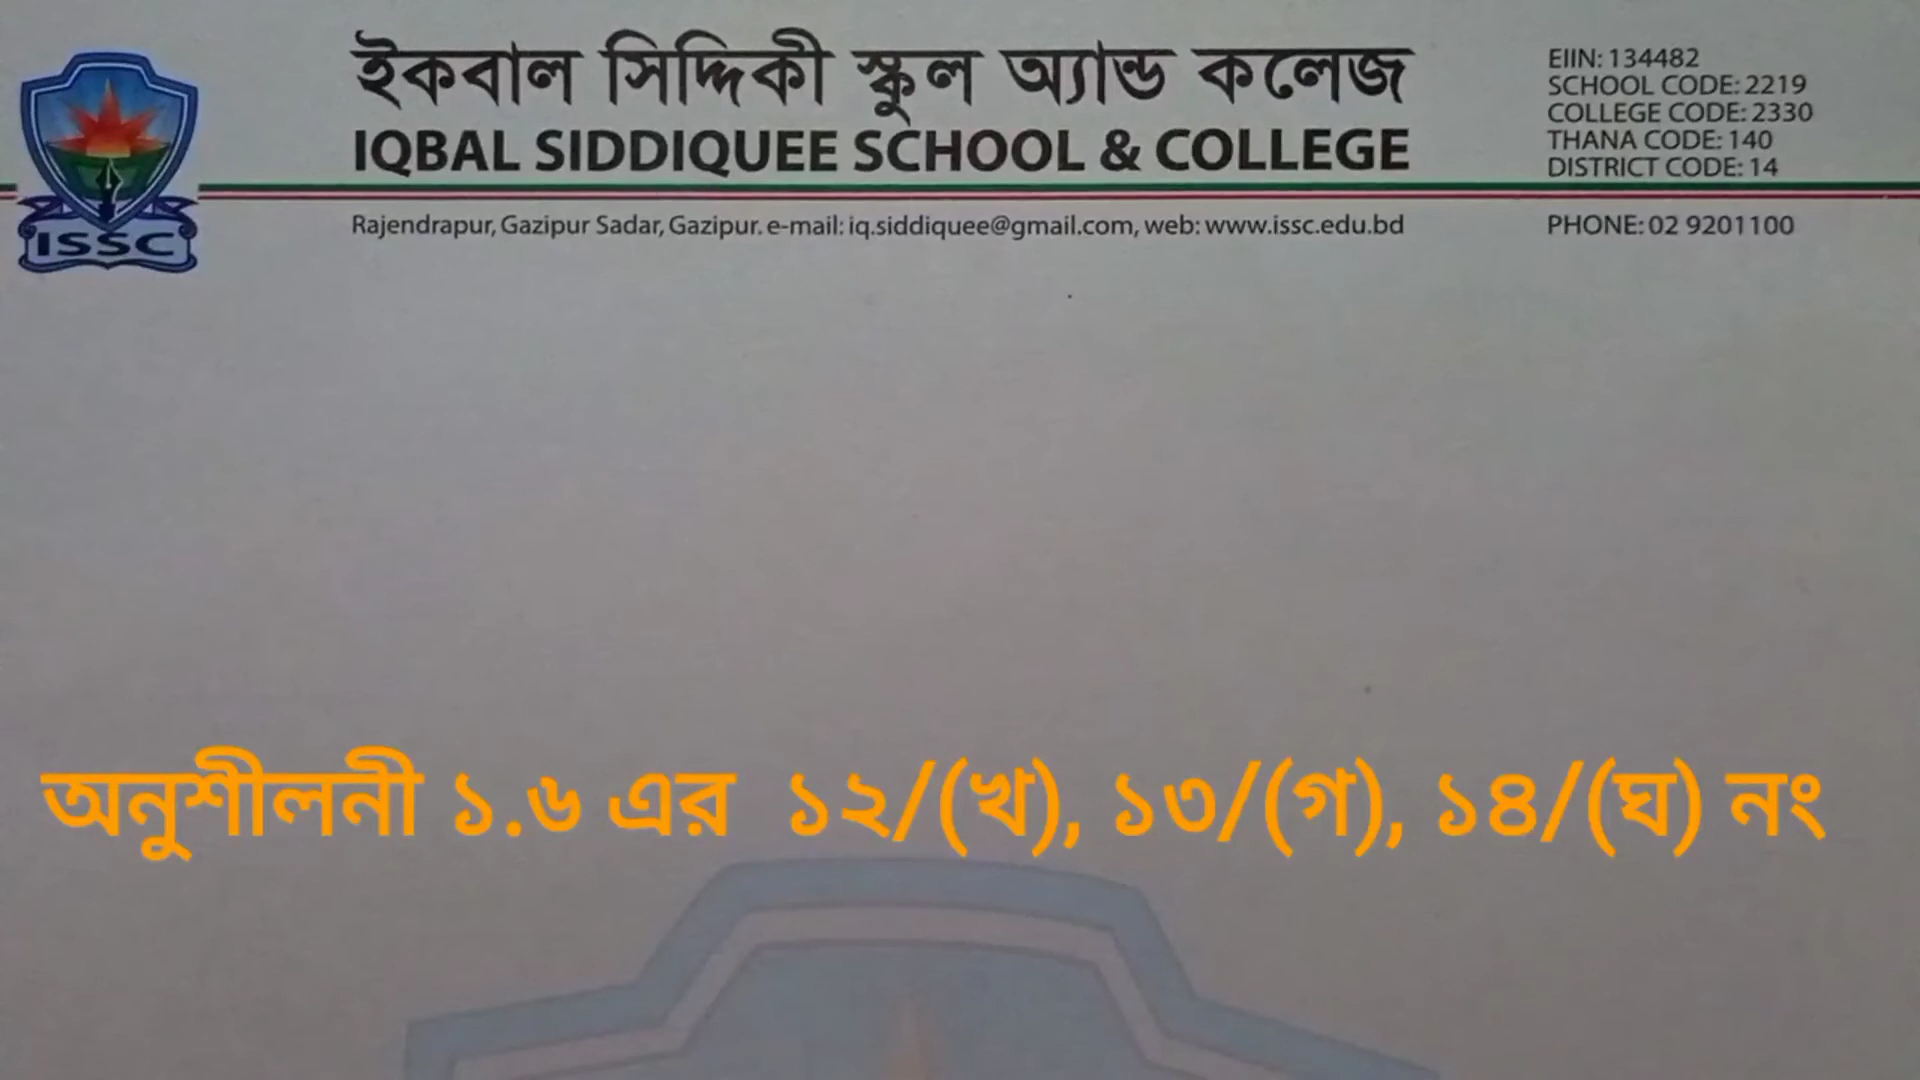 ইকবাল সিদ্দিকী স্কুল অ্যান্ড কলেজ
IQBAL SIDDIQUEE SCHOOL & COLLEGE
Rajendrapur, Gazipur Sadar, Gazipur. e-mail: iq.siddiquee@gmail.com, web: www.issc.edu.bd
EIIN: 134482
SCHOOL CODE: 2219
COLLEGE CODE: 2330
THANA CODE: 140
DISTRICT CODE: 14
PHONE: 02 9201100
ISSC
অনুশীলনী ১.৬ এর ১২/(খ), ১৩/(গ), ১৪/(ঘ) নং